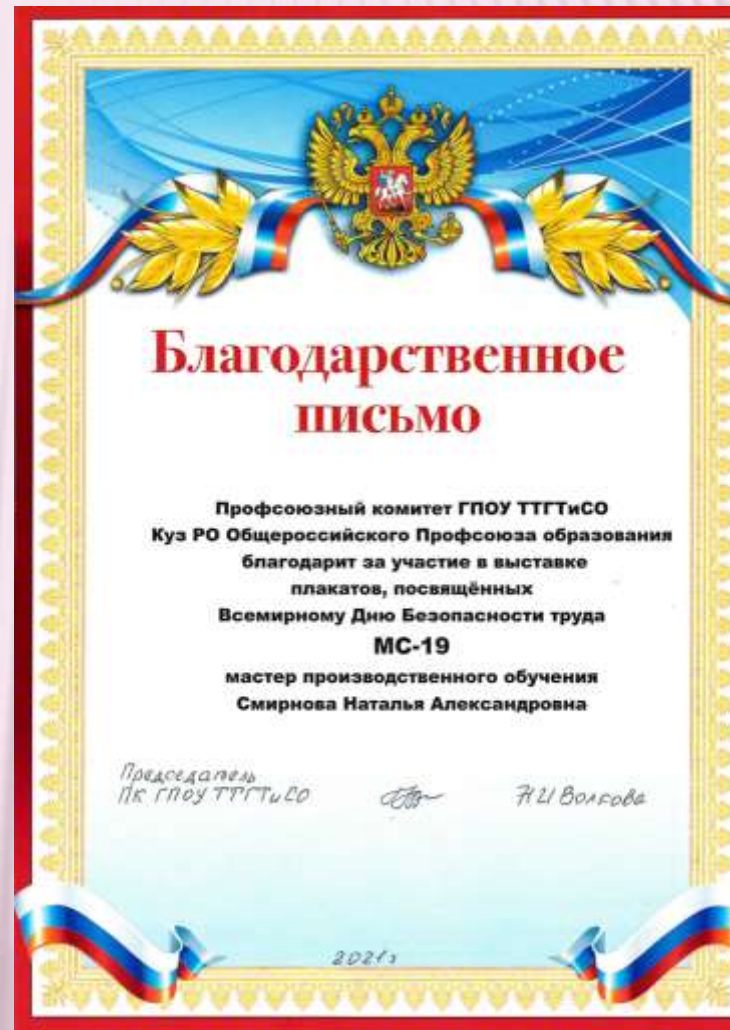 Благодарственное
письмо
Профсоюзный комитет ГПОУ ТТГТиСО
Куз РО Общероссийского Профсоюза образования
благодарит за участие в выставке
плакатов, посвящённых
Всемирному Дню Безопасности труда
МС-19
мастер производственного обучения
Смирнова Наталья Александровна
Председатель
ПК ГПОУ ТТГТиСО Н И Волкова
2021г